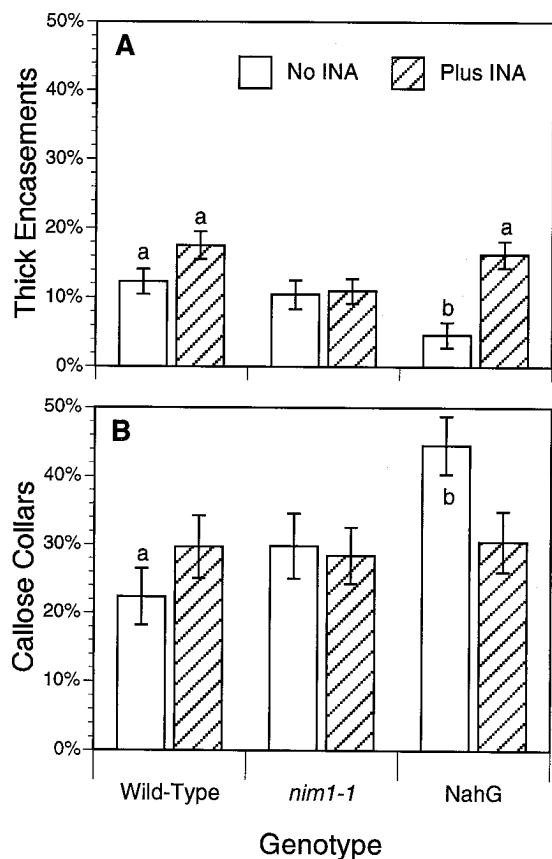 50%
A
No INA
Plus INA
40%
30%
20%
10%
0%
Thick Encasements
a
a
b
a
50%
B
40%
30%
20%
10%
0%
Callose Collars
a
b
Wild-Type
nim1-1
NahG
Genotype